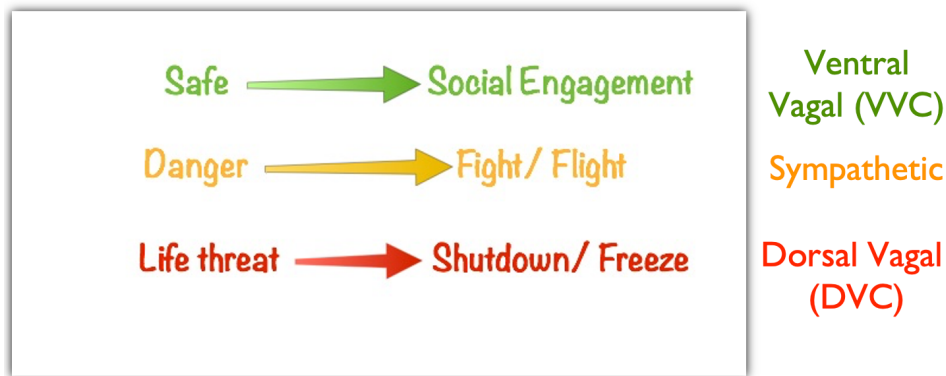 Safe Social Engagement
Ventral
Vagal (VVC)
Danger Fight/ Flight
Sympathetic
Life threat Shutdown/ Freeze
Dorsal Vagal
(DVC)